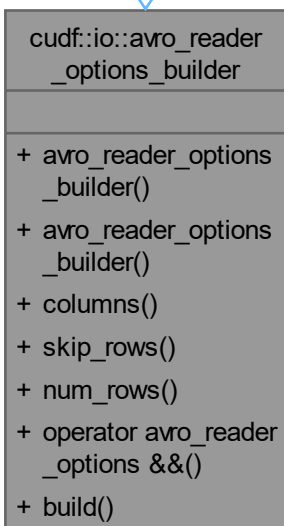 cudf::io::avro_reader
_options_builder
+ avro_reader_options
_builder()
+ avro_reader_options
_builder()
+ columns()
+ skip_rows()
+ num_rows()
+ operator avro_reader
_options &&()
+ build()